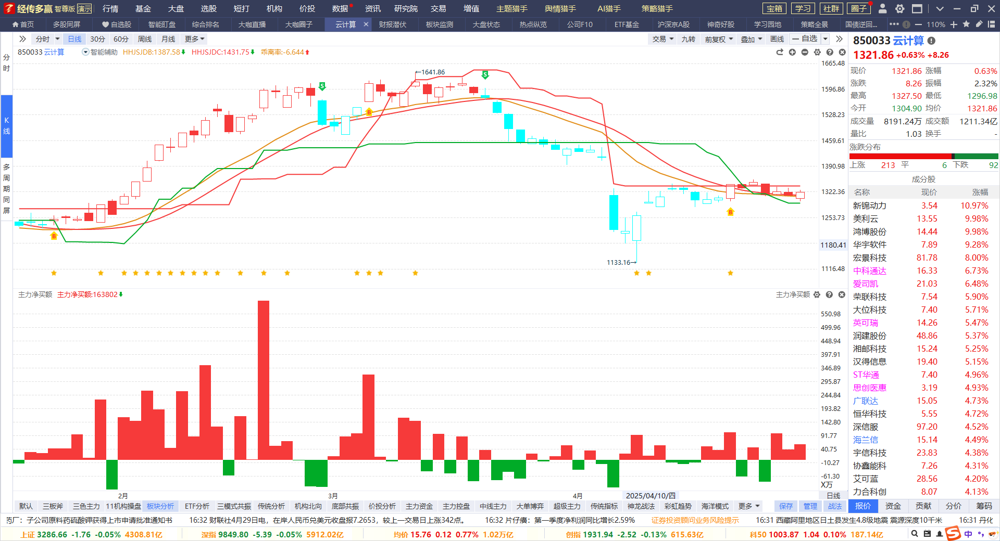 经传多赢 智尊版 演示 行情 基金 大盘 选股 短打 机构 价投 数据 资讯 研究院 交易 增值 主题猎手 舆情猎手 AI猎手 策略猎手 宝箱 学习 社群 圈子
首页 多股同屏 自选股 智能盯盘 综合排名 大咖直播 大咖圈子 云计算 财报潜伏 板块监测 大盘状态 热点纵览 公司F10 ETF基金 沪深京A股 神奇好股 学习园地 策略全景 国债逆回... 110%
分时 日线 30分 60分 周线 月线 更多 交易 九转 前复权 叠加 画线 自选
850033 云计算
1321.86 +0.63% +8.26
850033 云计算 智能辅助 HHJSJDB:1387.58 HHJSJDC:1431.75 乖离率:-6.644
分时
K线
多周期同屏
1665.48
1596.86
1528.23
1459.61
1390.98
1322.36
1253.73
1180.41
1116.48
←1641.86
1133.16→
S
S
B
B
B
现价 1321.86 涨幅 0.63%
涨跌 8.26 振幅 2.32%
最高 1327.50 最低 1296.98
今开 1304.90 均价 1321.86
成交量 8191.24万 成交额 1211.34亿
量比 1.03 换手 -
涨跌分布
上涨 213 平 6 下跌 92
成分股
名称 现价 涨幅
新锦动力 3.54 10.97%
美利云 13.55 9.98%
鸿博股份 14.44 9.98%
华宇软件 7.89 9.28%
宏景科技 81.78 8.00%
中科通达 16.33 6.73%
爱司凯 21.03 6.48%
荣联科技 7.54 5.90%
大位科技 7.40 5.71%
英可瑞 14.26 5.47%
润建股份 48.86 5.37%
湘邮科技 15.24 5.25%
汉得信息 19.40 5.15%
ST华通 7.40 4.96%
思创医惠 3.19 4.93%
广联达 15.05 4.73%
恒华科技 5.55 4.72%
深信服 97.20 4.52%
海兰信 15.14 4.49%
宇信科技 23.83 4.38%
协鑫能科 7.26 4.31%
艾可蓝 28.56 4.20%
力合科创 8.07 4.13%
主力净买额 主力净买额:163802 主力净买额
550.98
499.96
448.94
397.91
346.89
295.87
244.84
193.82
142.80
91.77
40.75
-10.27
-61.30
X万
2月 3月 4月 2025/04/10/四 日线
默认 三板斧 三色主力 11机构操盘 板块分析 ETF分析 三模式共振 传统分析 机构北向 底部共振 价投分析 主力资金 主力控盘 中线主力 大单博弈 超级主力 传统指标 神龙战法 彩虹趋势 海洋模式 更多 保存 管理 战法 报价 资金 贡献 分价 筹码
药厂：子公司原料药硫酸钾获得上市申请批准通知书 16:32 财联社4月29日电，在岸人民币兑美元收盘报7.2653，较上一交易日上涨342点。 16:32 片仔癀：第一季度净利润同比增长2.59% 证券投资顾问业务风险提示 16:31 西藏阿里地区日土县发生4.8级地震 震源深度10千米 16:31 丹化
上证 3286.66 -1.76 -0.05% 4308.81亿 深指 9849.80 -5.39 -0.05% 5912.02亿 均价 15.76 0.12 0.77% 1.02万亿 创指 1931.94 -2.52 -0.13% 615.63亿 科50 1003.87 1.04 0.10% 187.14亿 中